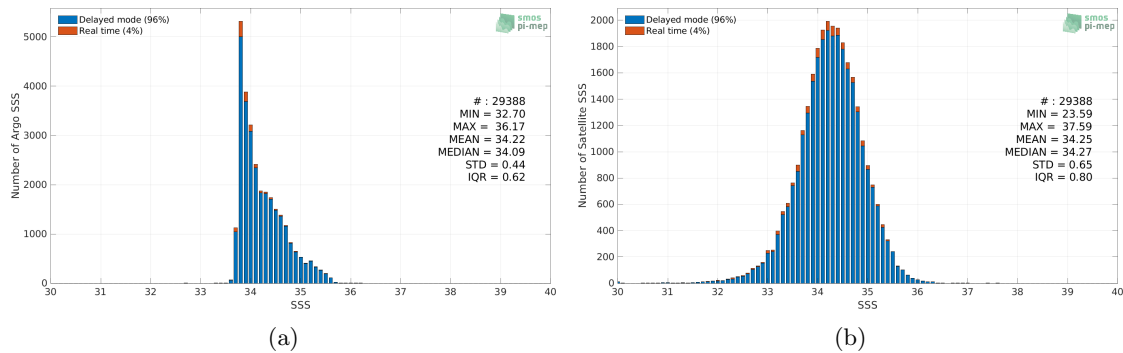 Delayed mode (96%)
Real time (4%)
smos
pi-mep
Number of Argo SSS
5000
4000
3000
2000
1000
0
# : 29388
MIN = 32.70
MAX = 36.17
MEAN = 34.22
MEDIAN = 34.09
STD = 0.44
IQR = 0.62
30 31 32 33 34 35 36 37 38 39 40
SSS
(a)
Delayed mode (96%)
Real time (4%)
smos
pi-mep
Number of Satellite SSS
2000
1800
1600
1400
1200
1000
800
600
400
200
0
# : 29388
MIN = 23.59
MAX = 37.59
MEAN = 34.25
MEDIAN = 34.27
STD = 0.65
IQR = 0.80
30 31 32 33 34 35 36 37 38 39 40
SSS
(b)